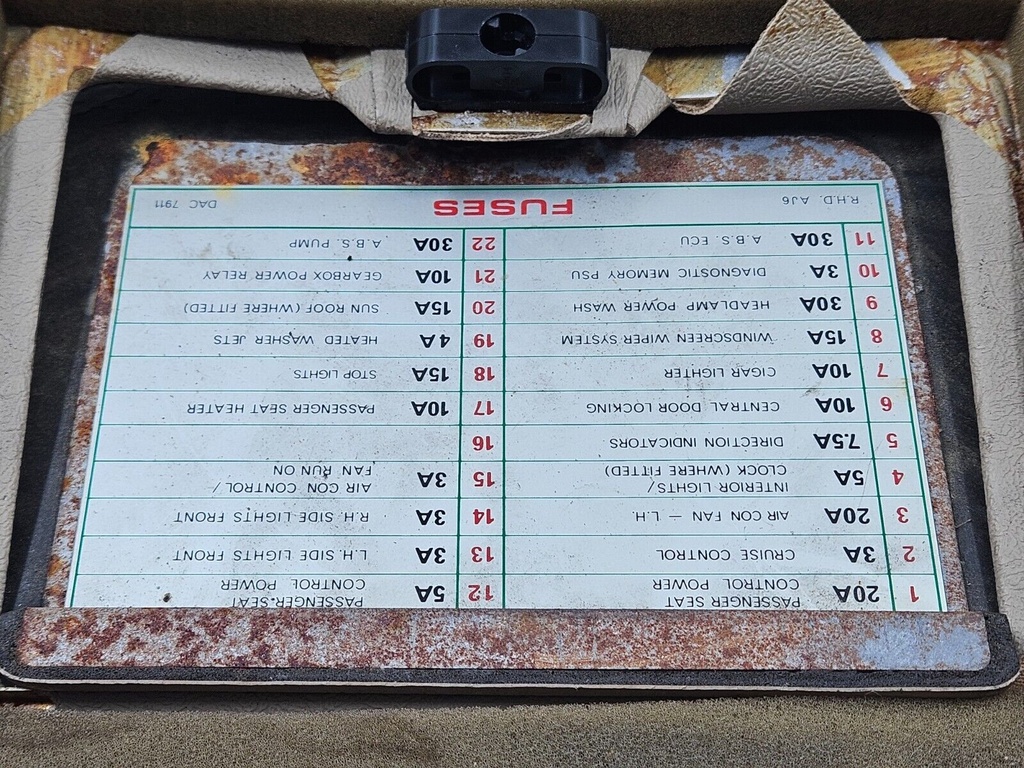 1 20A PASSENGER SEAT
CONTROL POWER
12 5A PASSENGER SEAT
CONTROL POWER
2 3A CRUISE CONTROL
13 3A L.H. SIDE LIGHTS FRONT
3 20A AIR CON FAN — L.H.
14 3A R.H. SIDE LIGHTS FRONT
4 5A INTERIOR LIGHTS/
CLOCK (WHERE FITTED)
15 3A AIR CON CONTROL/
FAN RUN ON
5 7.5A DIRECTION INDICATORS
16
6 10A CENTRAL DOOR LOCKING
17 10A PASSENGER SEAT HEATER
7 10A CIGAR LIGHTER
18 15A STOP LIGHTS
8 15A WINDSCREEN WIPER SYSTEM
19 4A HEATED WASHER JETS
9 30A HEADLAMP POWER WASH
20 15A SUN ROOF (WHERE FITTED)
10 3A DIAGNOSTIC MEMORY PSU
21 10A GEARBOX POWER RELAY
11 30A A.B.S. ECU
22 30A A.B.S. PUMP
R.H.D. AJ6 FUSES DAC 7911